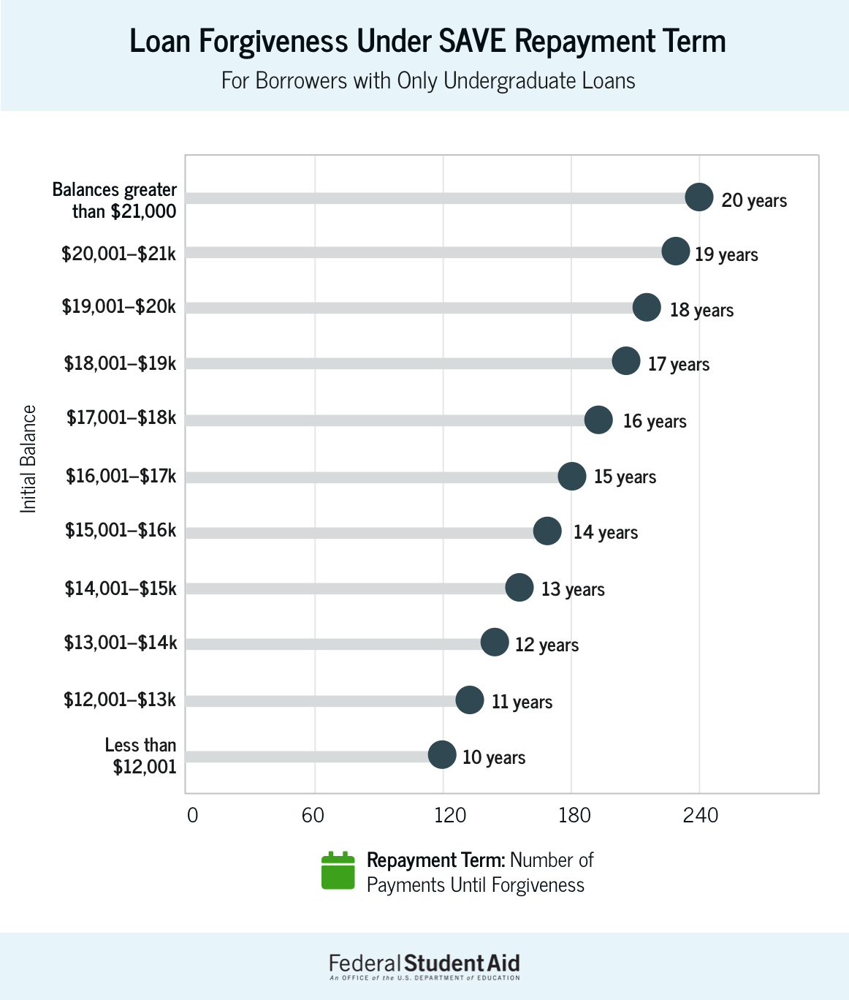 Loan Forgiveness Under SAVE Repayment Term
For Borrowers with Only Undergraduate Loans
Initial Balance
Balances greater
than $21,000
20 years
$20,001–$21k
19 years
$19,001–$20k
18 years
$18,001–$19k
17 years
$17,001–$18k
16 years
$16,001–$17k
15 years
$15,001–$16k
14 years
$14,001–$15k
13 years
$13,001–$14k
12 years
$12,001–$13k
11 years
Less than
$12,001
10 years
0 60 120 180 240
Repayment Term: Number of
Payments Until Forgiveness
Federal Student Aid
An OFFICE of the U.S. DEPARTMENT of EDUCATION